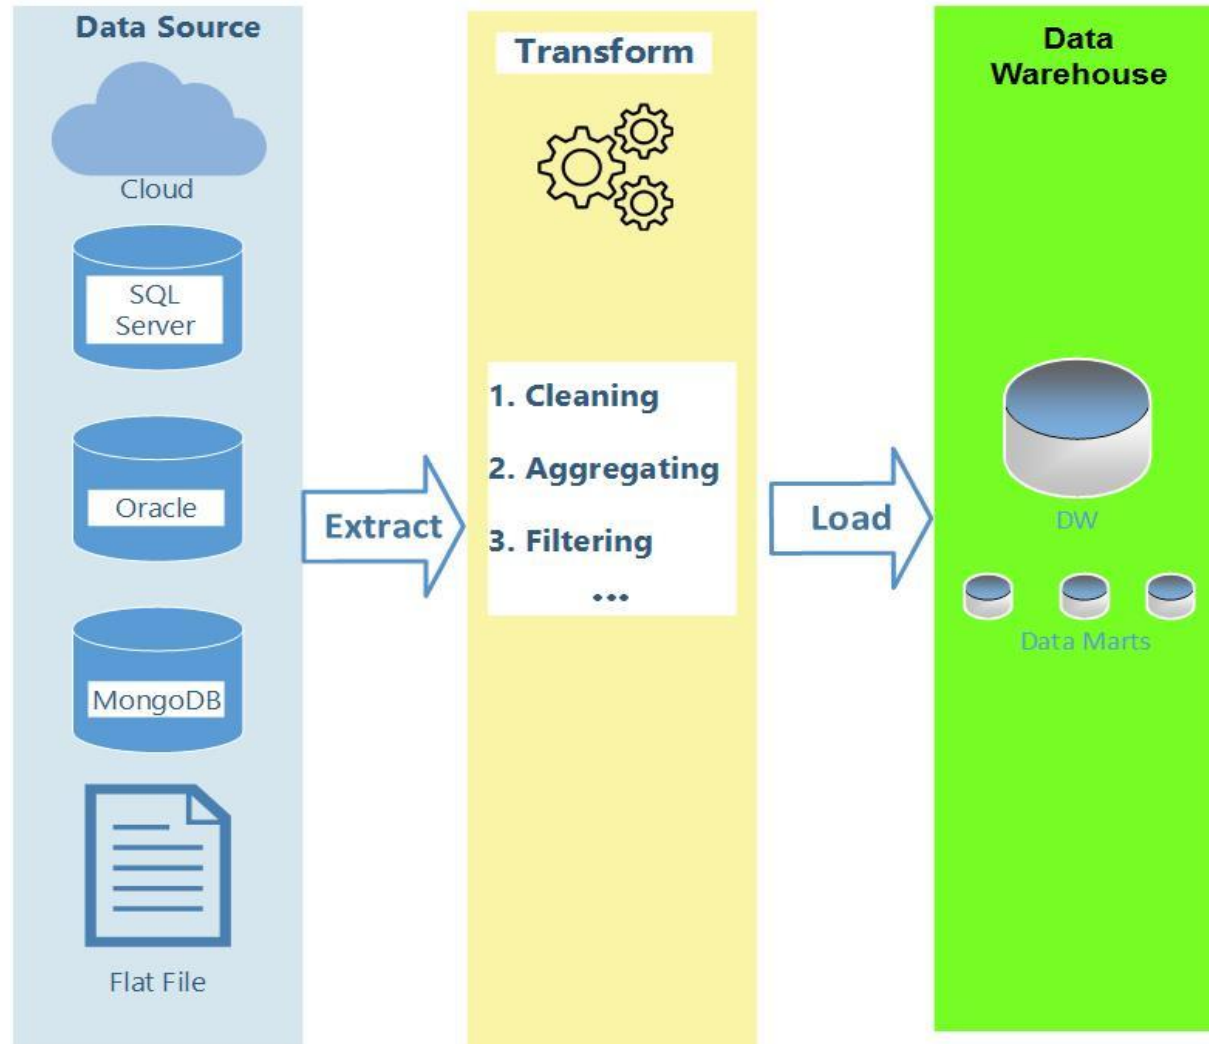 Data Source
Cloud
SQL
Server
Oracle
MongoDB
Flat File
Extract
Transform
1. Cleaning
2. Aggregating
3. Filtering
...
Load
Data
Warehouse
DW
Data Marts